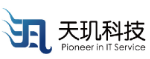 天玑科技
Pioneer in IT Service